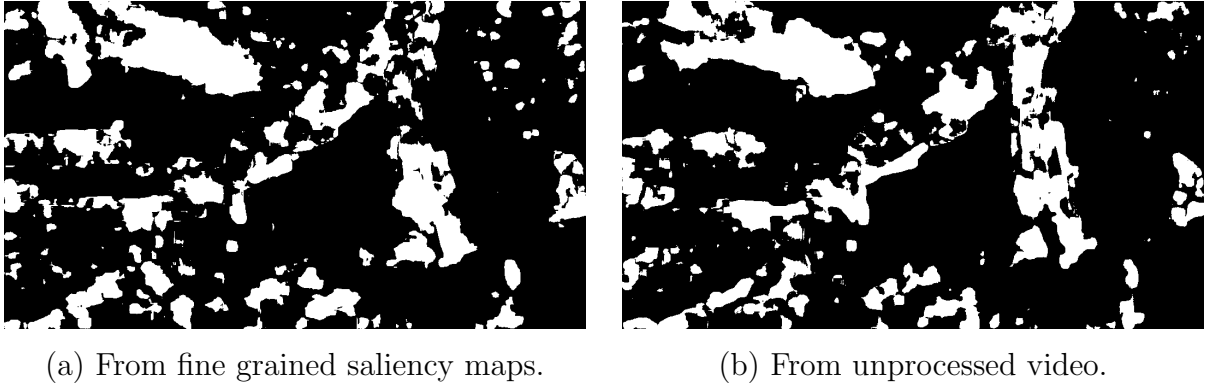 (a) From fine grained saliency maps.
(b) From unprocessed video.